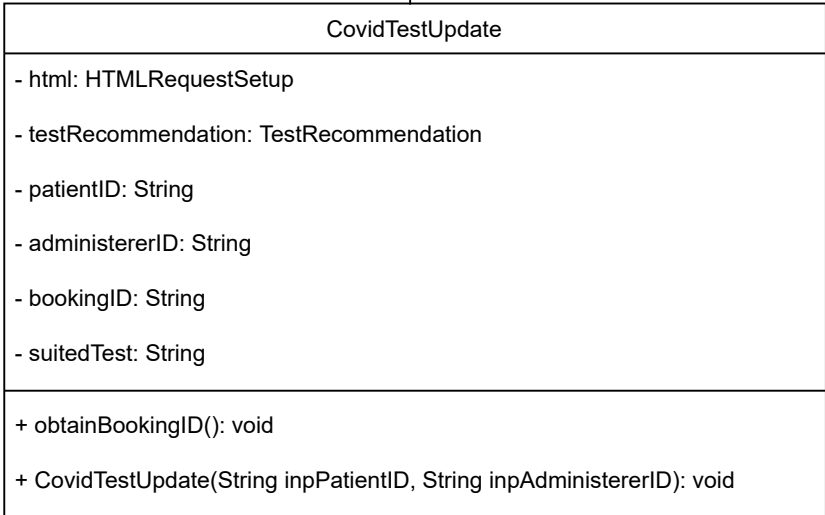 CovidTestUpdate
- html: HTMLRequestSetup
- testRecommendation: TestRecommendation
- patientID: String
- administererID: String
- bookingID: String
- suitedTest: String
+ obtainBookingID(): void
+ CovidTestUpdate(String inpPatientID, String inpAdministererID): void